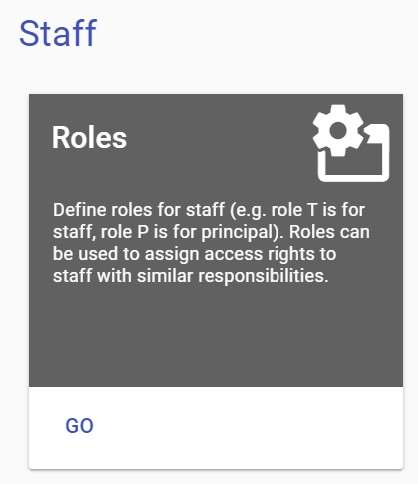 Staff
Roles
Define roles for staff (e.g. role T is for
staff, role P is for principal). Roles can
be used to assign access rights to
staff with similar responsibilities.
GO